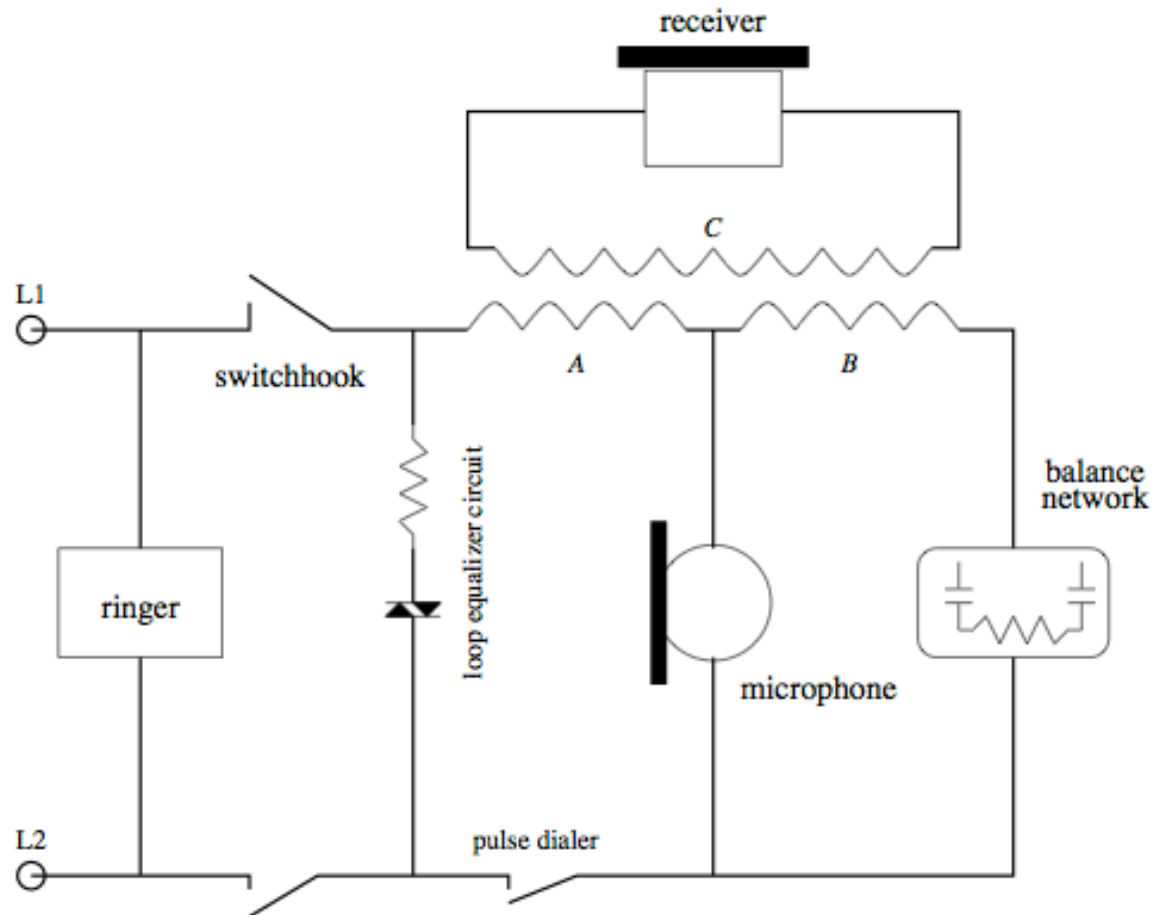 receiver
C
L1
switchhook
A
B
loop equalizer circuit
balance
network
ringer
microphone
L2
pulse dialer